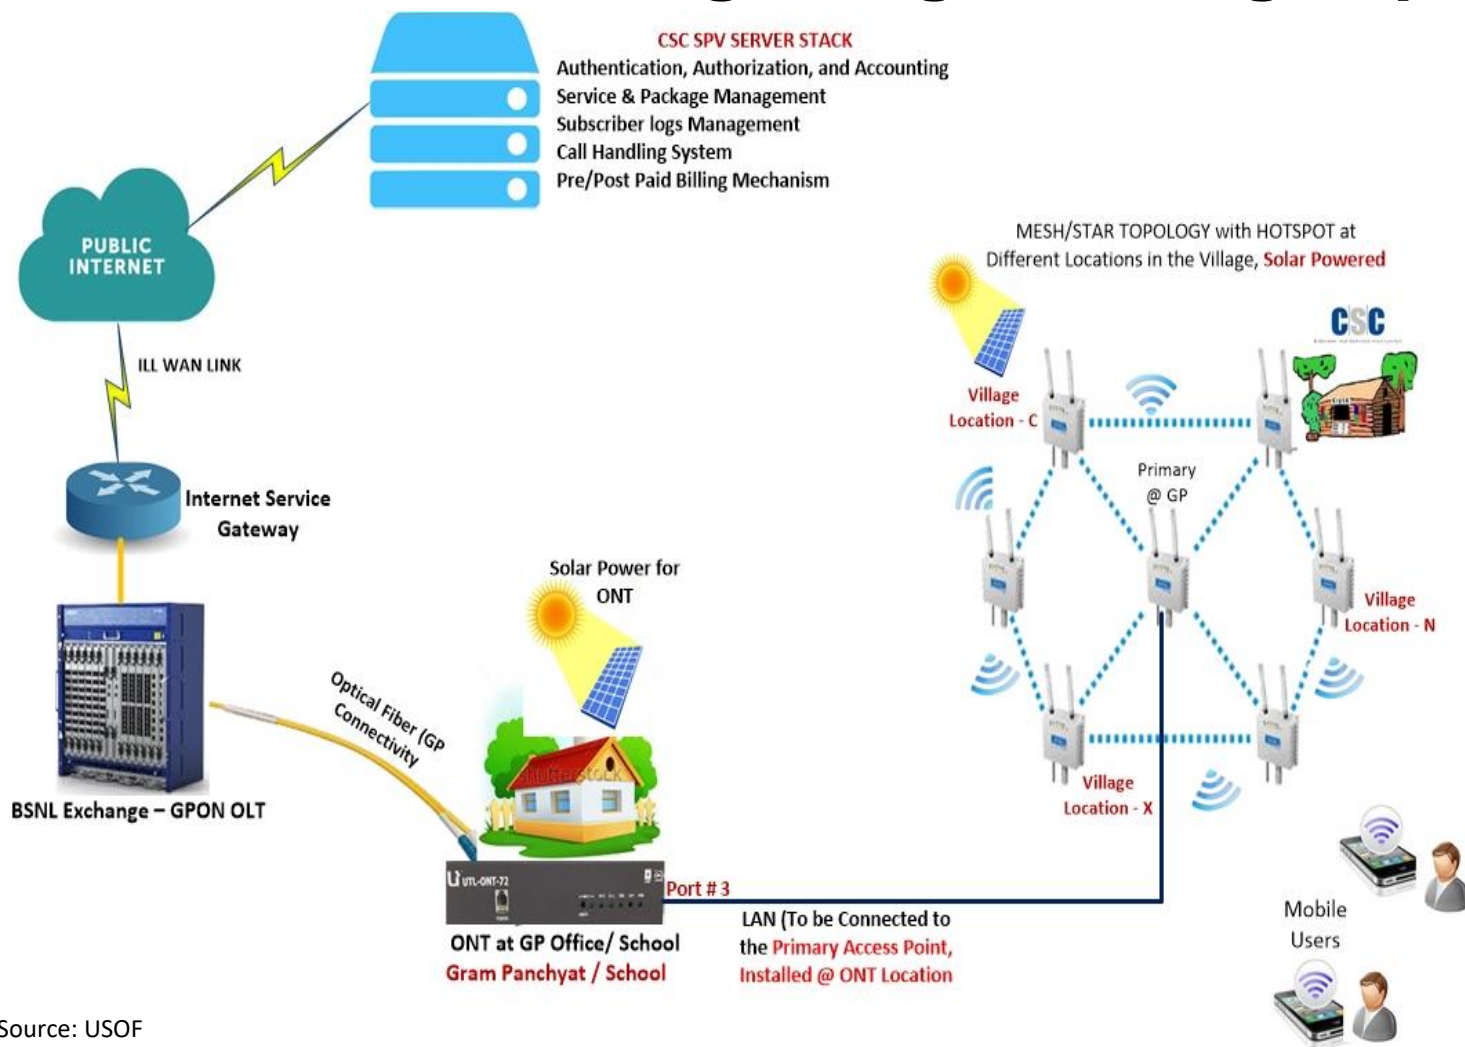 CSC SPV SERVER STACK
Authentication, Authorization, and Accounting
Service & Package Management
Subscriber logs Management
Call Handling System
Pre/Post Paid Billing Mechanism
PUBLIC
INTERNET
ILL WAN LINK
Internet Service
Gateway
BSNL Exchange – GPON OLT
Optical Fiber (GP
Connectivity
Solar Power for
ONT
shutterstock
UTL-ONT-72
Port # 3
ONT at GP Office/ School
Gram Panchyat / School
LAN (To be Connected to
the Primary Access Point,
Installed @ ONT Location
MESH/STAR TOPOLOGY with HOTSPOT at
Different Locations in the Village, Solar Powered
CSC
Village
Location - C
Primary
@ GP
Village
Location - N
Village
Location - X
Mobile
Users
Source: USOF